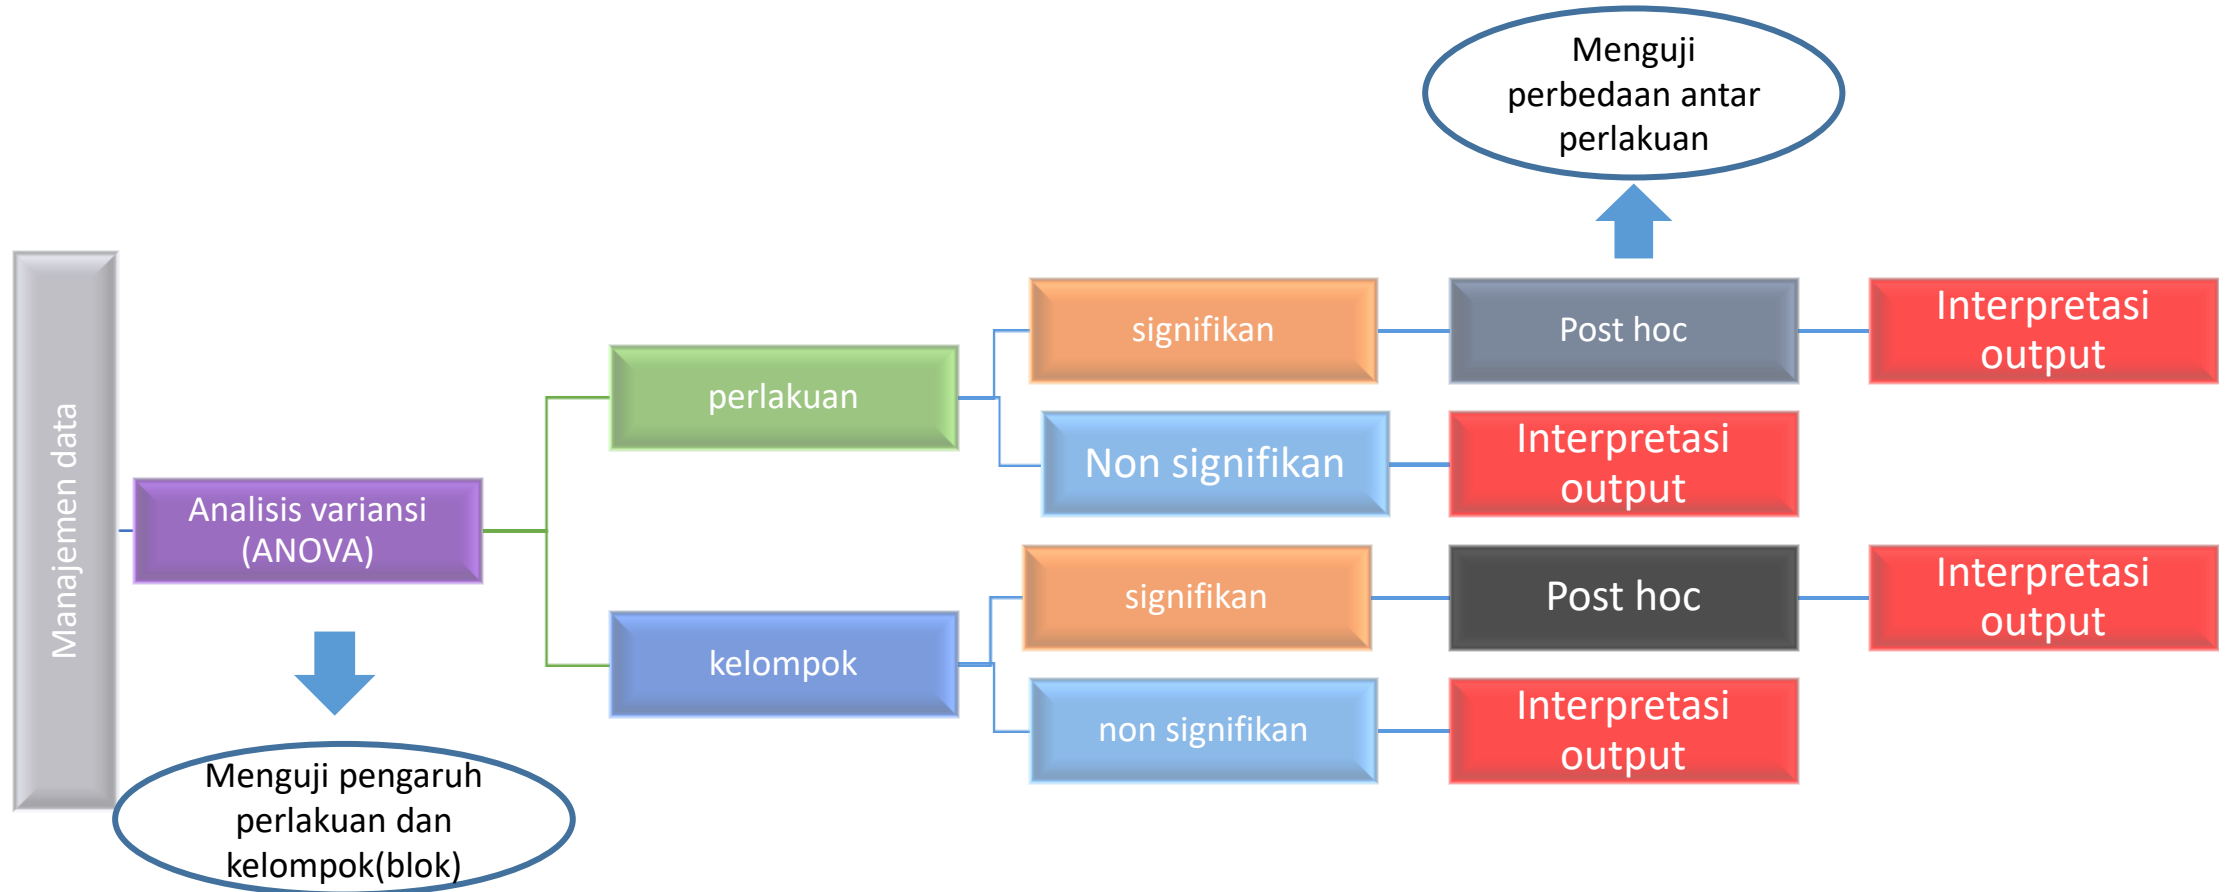 Menguji
perbedaan antar
perlakuan
Manajemen data
Analisis variansi
(ANOVA)
Menguji pengaruh
perlakuan dan
kelompok(blok)
perlakuan
signifikan
Post hoc
Interpretasi
output
Non signifikan
Interpretasi
output
kelompok
signifikan
Post hoc
Interpretasi
output
non signifikan
Interpretasi
output